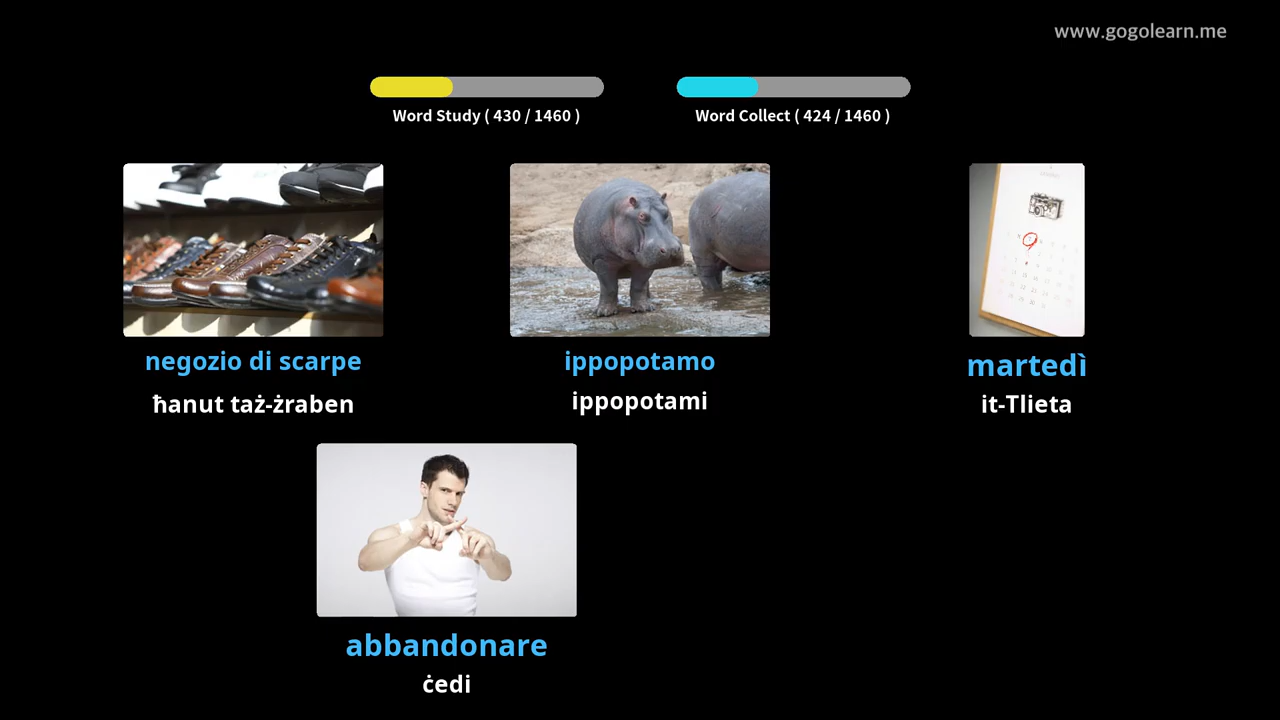 www.gogolearn.me
Word Study ( 430 / 1460 )
Word Collect ( 424 / 1460 )
negozio di scarpe
ħanut taż-żraben
ippopotamo
ippopotami
martedì
it-Tlieta
abbandonare
ċedi